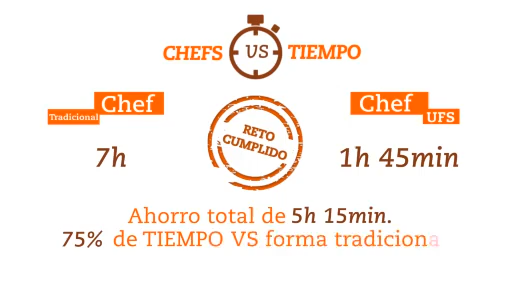 CHEFS VS TIEMPO
Tradicional Chef
Chef UFS
RETO
CUMPLIDO
7h
1h 45min
Ahorro total de 5h 15min.
75% de TIEMPO VS forma tradiciona